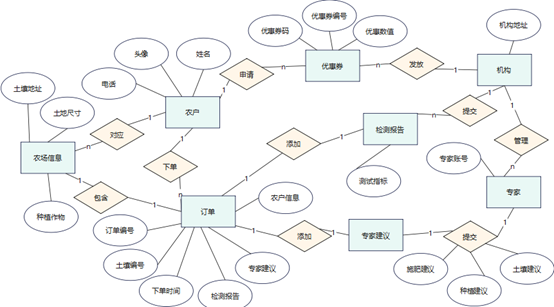 优惠券编号
优惠券码
优惠数值
机构地址
头像
姓名
土壤地址
电话
申请
1
n
优惠券
n
发放
1
机构
土地尺寸
农户
1
1
提交
1
1
对应
1
n
检测报告
n
农场信息
n
下单
添加
1
管理
1
专家账号
n
测试指标
专家
包含
n
农户信息
1
种植作物
1
订单
1
1
订单编号
1
添加
1
专家建议
1
提交
1
土壤编号
专家建议
施肥建议
土壤建议
下单时间
检测报告
种植建议